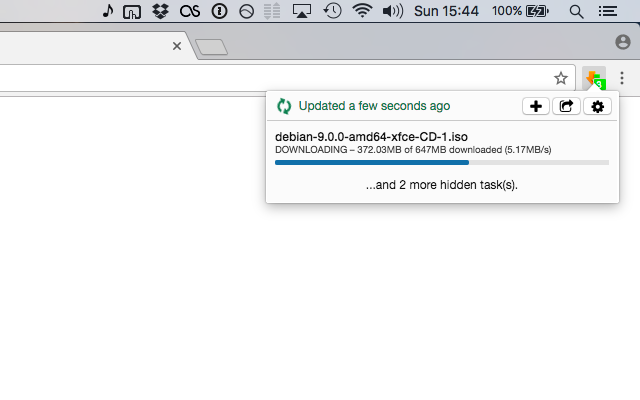 Sun 15:44 100%
3
Updated a few seconds ago
debian-9.0.0-amd64-xfce-CD-1.iso
DOWNLOADING – 372.03MB of 647MB downloaded (5.17MB/s)
...and 2 more hidden task(s).